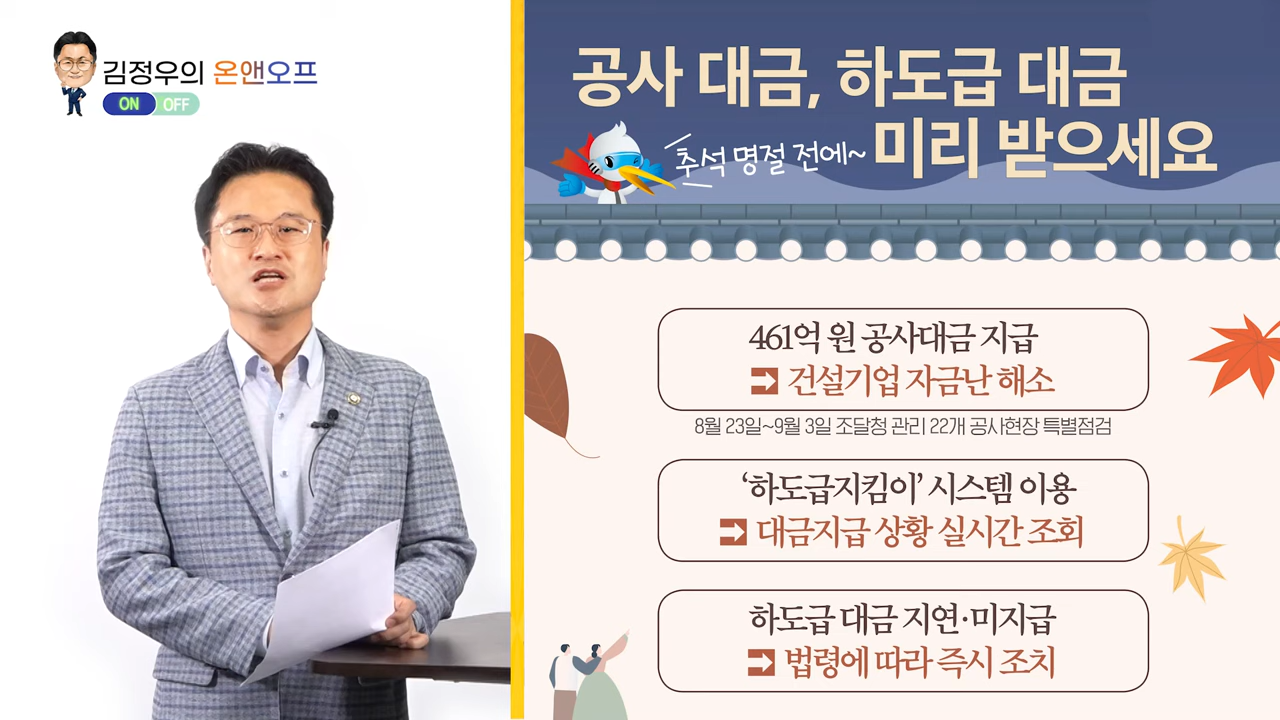 김정우의 온앤오프
ON OFF
공사 대금, 하도급 대금
추석 명절 전에~ 미리 받으세요
461억 원 공사대금 지급
➡ 건설기업 자금난 해소
8월 23일~9월 3일 조달청 관리 22개 공사현장 특별점검
‘하도급지킴이’ 시스템 이용
➡ 대금지급 상황 실시간 조회
하도급 대금 지연·미지급
➡ 법령에 따라 즉시 조치